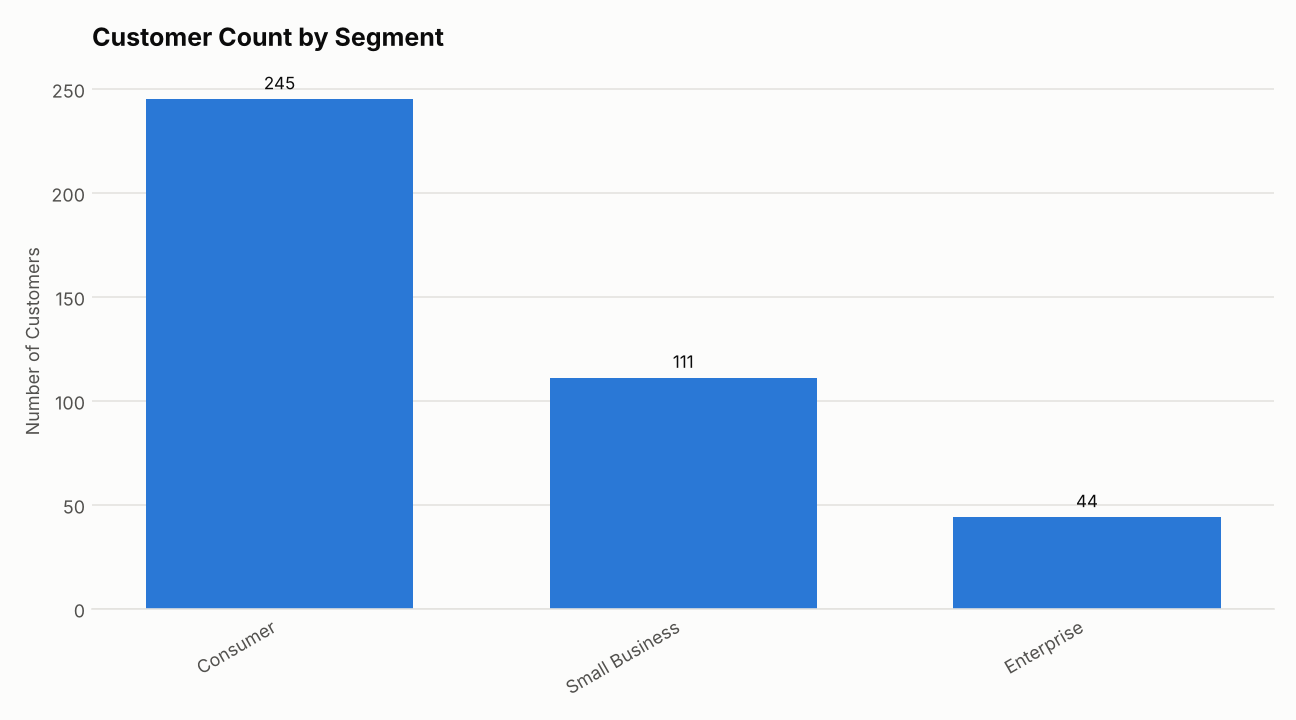 Customer Count by Segment
Number of Customers
250
200
150
100
50
0
245
111
44
Consumer
Small Business
Enterprise